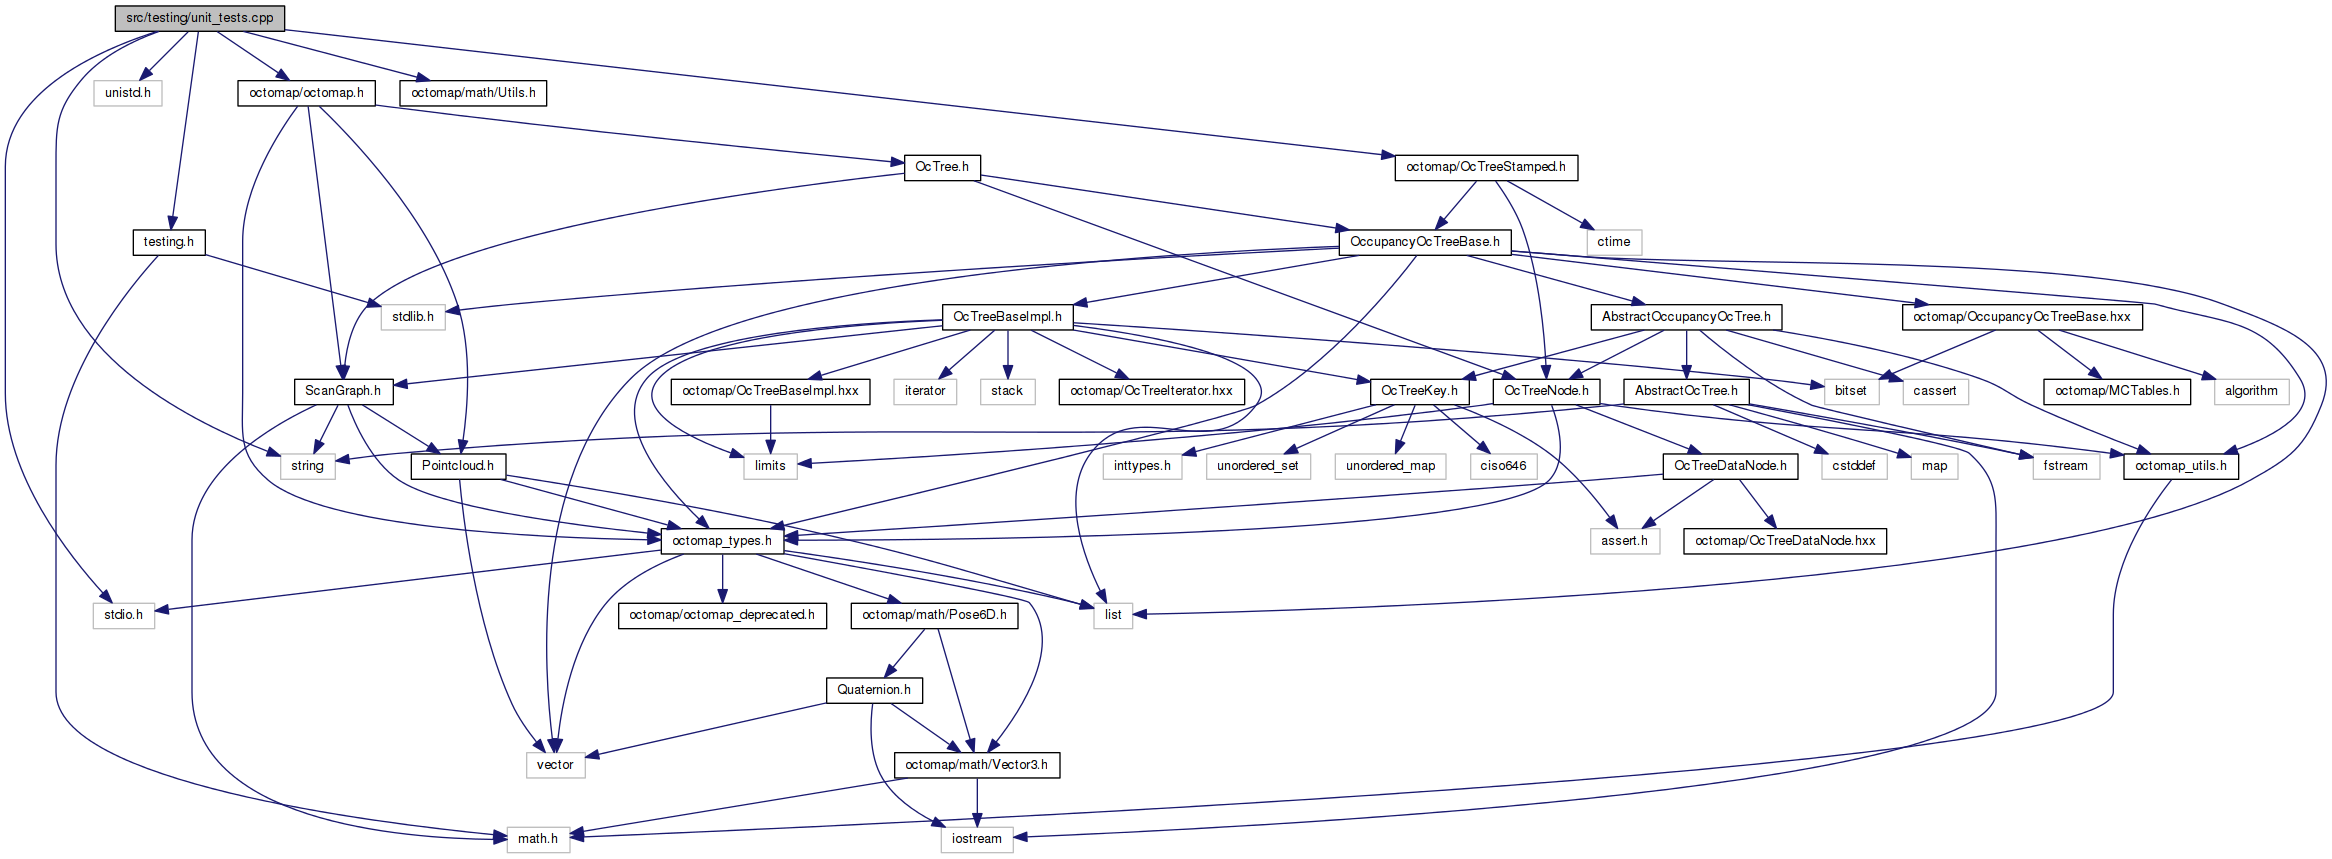 src/testing/unit_tests.cpp
unistd.h
octomap/octomap.h
octomap/math/Utils.h
OcTree.h
octomap/OcTreeStamped.h
testing.h
OccupancyOcTreeBase.h
ctime
stdlib.h
OcTreeBaseImpl.h
AbstractOccupancyOcTree.h
octomap/OccupancyOcTreeBase.hxx
ScanGraph.h
octomap/OcTreeBaseImpl.hxx
iterator
stack
octomap/OcTreeIterator.hxx
OcTreeKey.h
OcTreeNode.h
AbstractOcTree.h
bitset
cassert
octomap/MCTables.h
algorithm
string
Pointcloud.h
limits
inttypes.h
unordered_set
unordered_map
ciso646
OcTreeDataNode.h
cstddef
map
fstream
octomap_utils.h
octomap_types.h
assert.h
octomap/OcTreeDataNode.hxx
stdio.h
octomap/octomap_deprecated.h
octomap/math/Pose6D.h
list
Quaternion.h
vector
octomap/math/Vector3.h
math.h
iostream